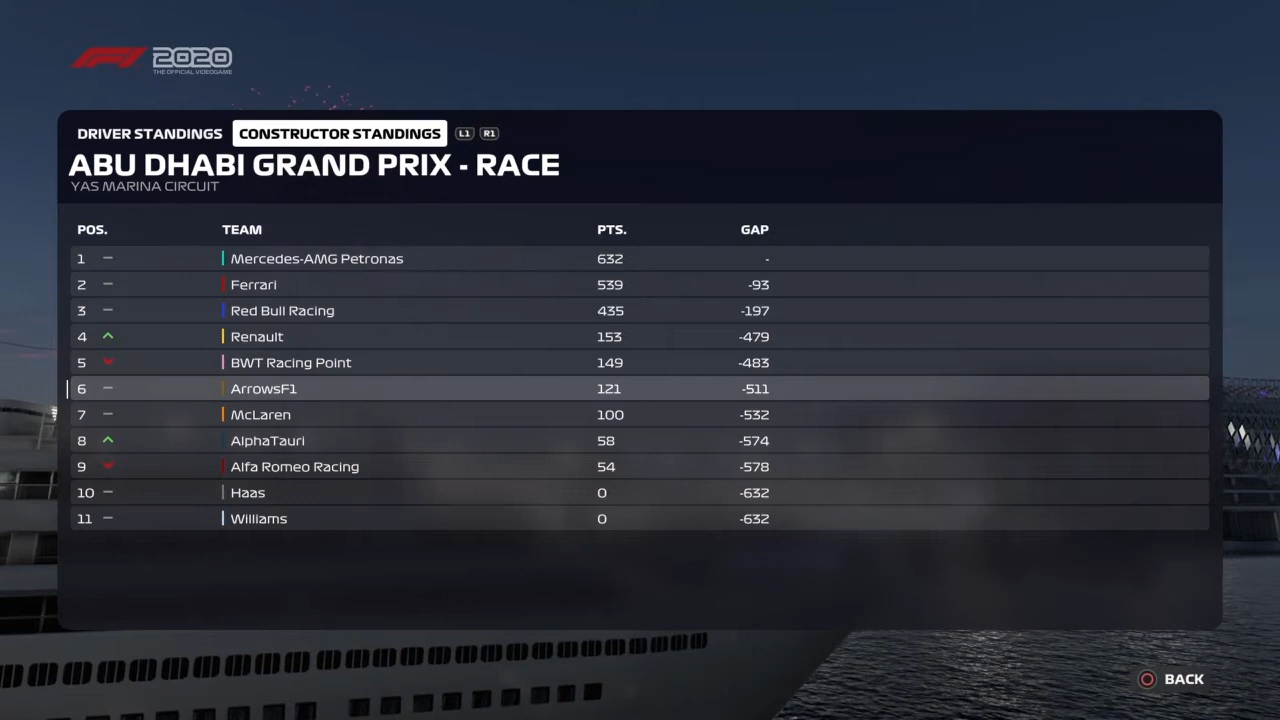 F1 2020
THE OFFICIAL VIDEOGAME
DRIVER STANDINGS CONSTRUCTOR STANDINGS L1 R1
ABU DHABI GRAND PRIX - RACE
YAS MARINA CIRCUIT
POS. TEAM PTS. GAP
1 - Mercedes-AMG Petronas 632 -
2 - Ferrari 539 -93
3 - Red Bull Racing 435 -197
4 Renault 153 -479
5 BWT Racing Point 149 -483
6 - ArrowsF1 121 -511
7 - McLaren 100 -532
8 AlphaTauri 58 -574
9 Alfa Romeo Racing 54 -578
10 - Haas 0 -632
11 - Williams 0 -632
BACK